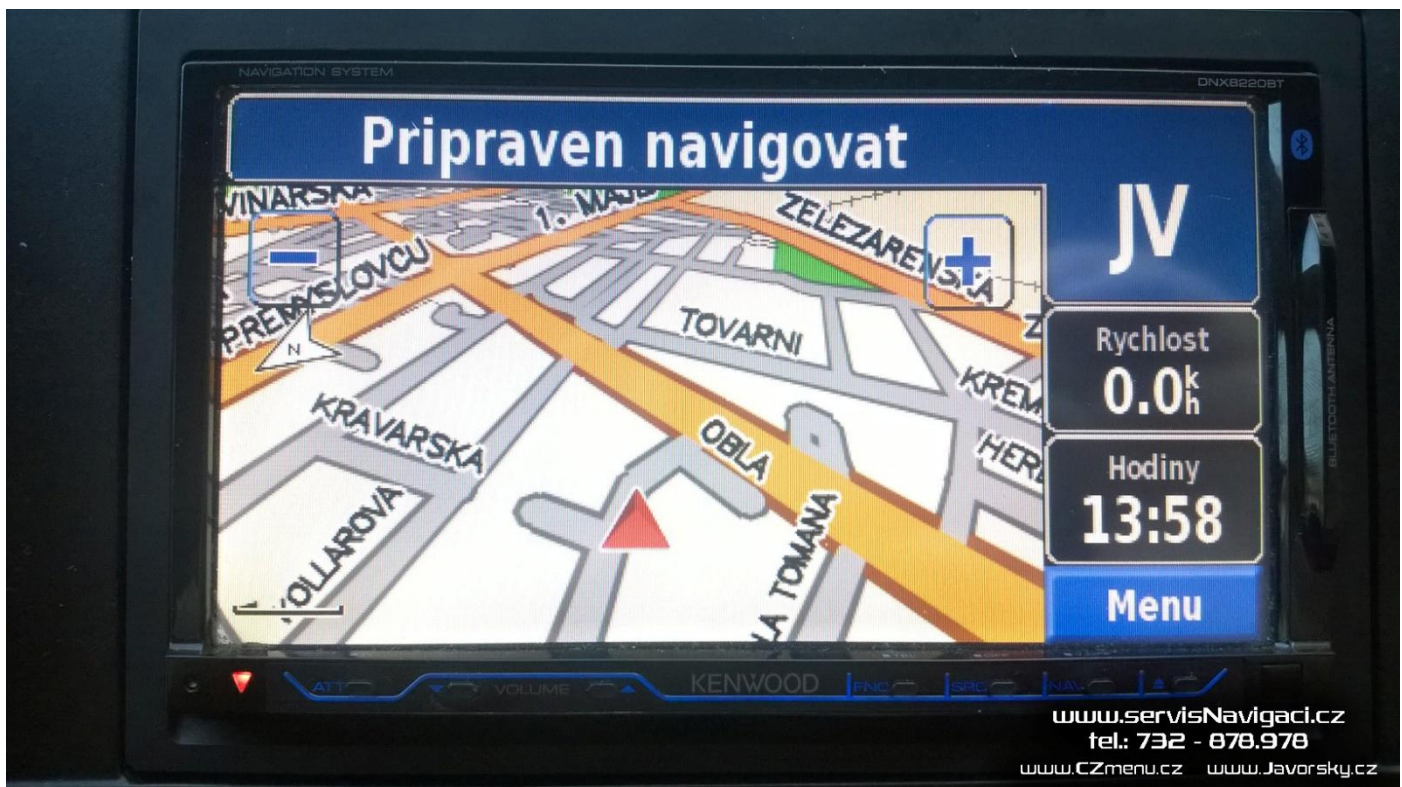 NAVIGATION SYSTEM
DNX8220BT
Pripraven navigovat
JV
VINARSKA
1. MAJE
ZELEZARENSKA
PREMYSLOVCU
N
TOVARNI
Rychlost
0.0 k h
KREM
KRAVARSKA
OBLA
HER
Hodiny
13:58
KOLLAROVA
LA TOMANA
Menu
BLUETOOTH ANTENNA
ATT VOLUME KENWOOD FNC SRC NAV
www.servisNavigaci.cz
tel.: 732 - 878.978
www.CZmenu.cz www.Javorsky.cz